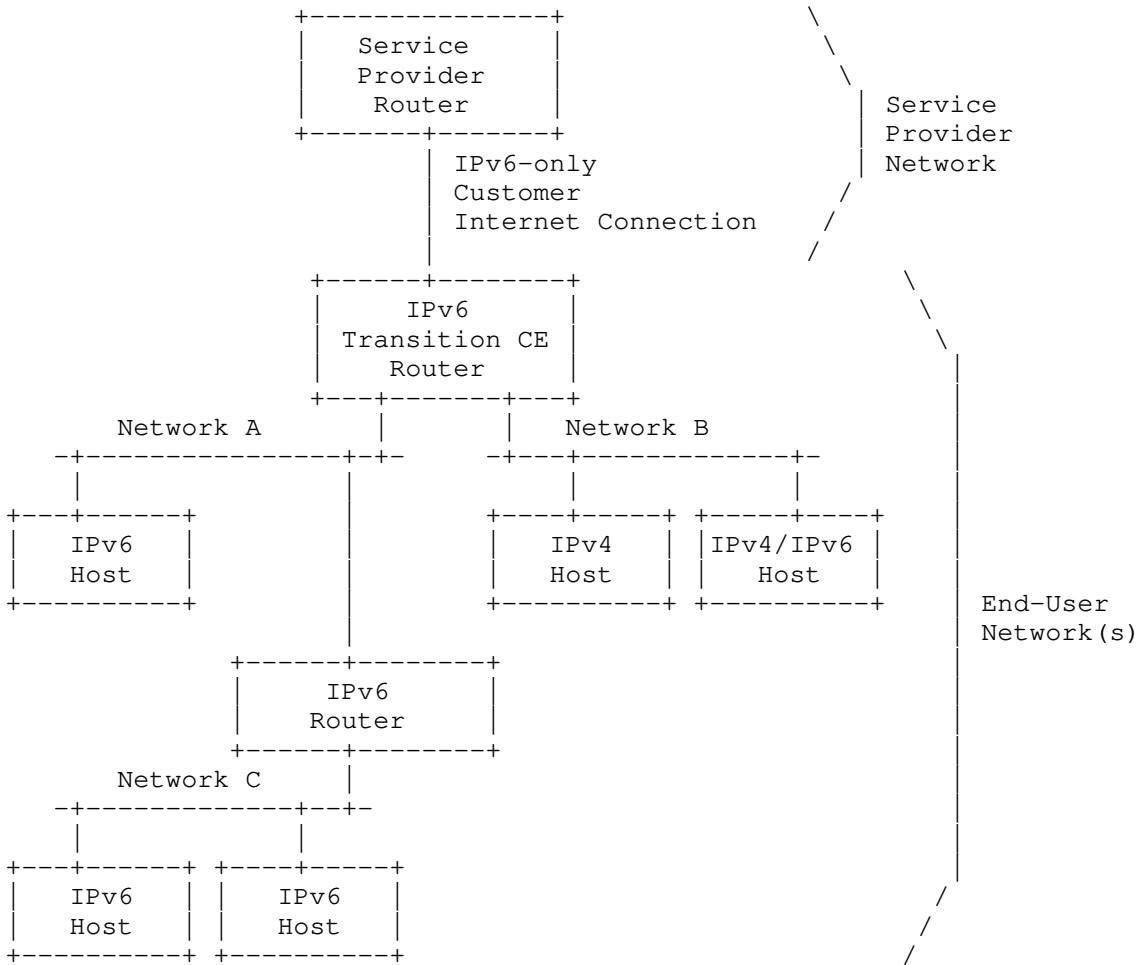 Service
Provider
Router
Service
Provider
Network
IPv6-only
Customer
Internet Connection
IPv6
Transition CE
Router
Network A
Network B
IPv6
Host
IPv4
Host
IPv4/IPv6
Host
End-User
Network(s)
IPv6
Router
Network C
IPv6
Host
IPv6
Host